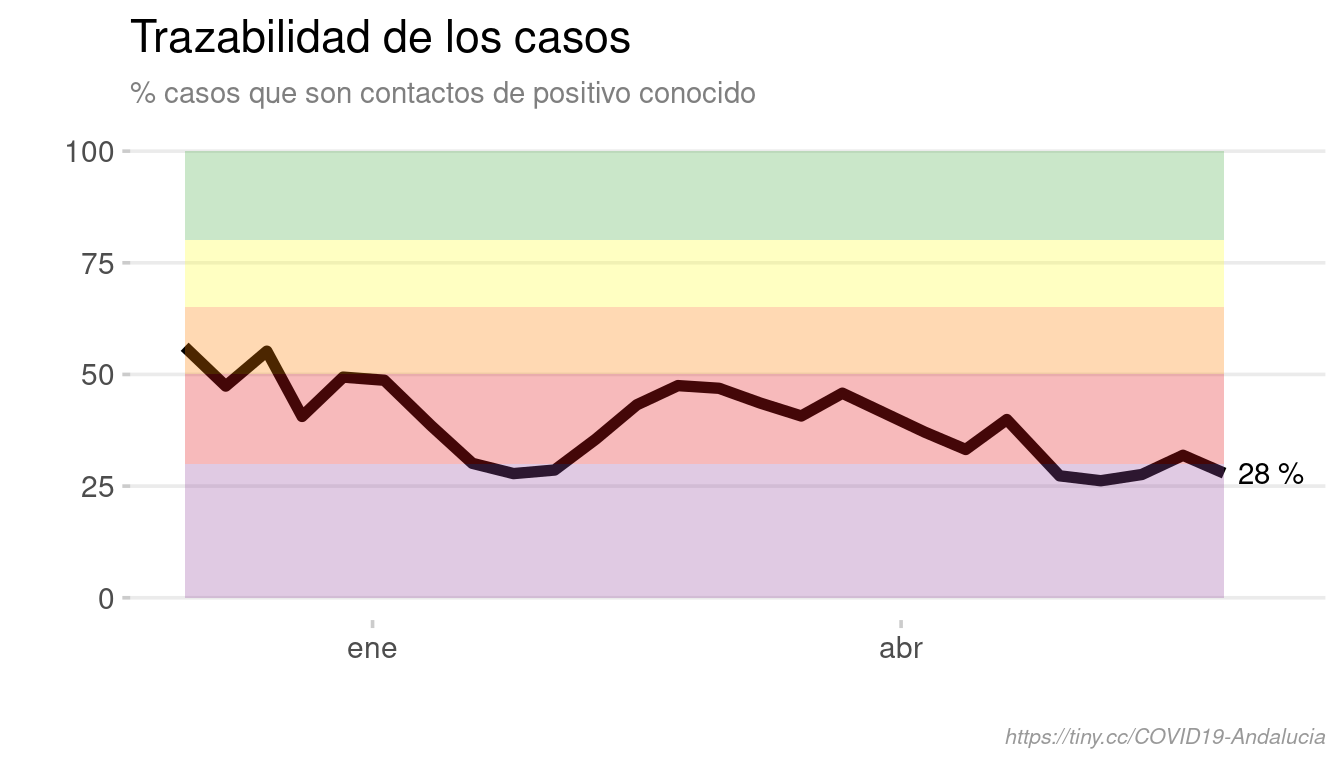 Trazabilidad de los casos
% casos que son contactos de positivo conocido
100
75
50
25
0
28 %
ene
abr
https://tiny.cc/COVID19-Andalucia